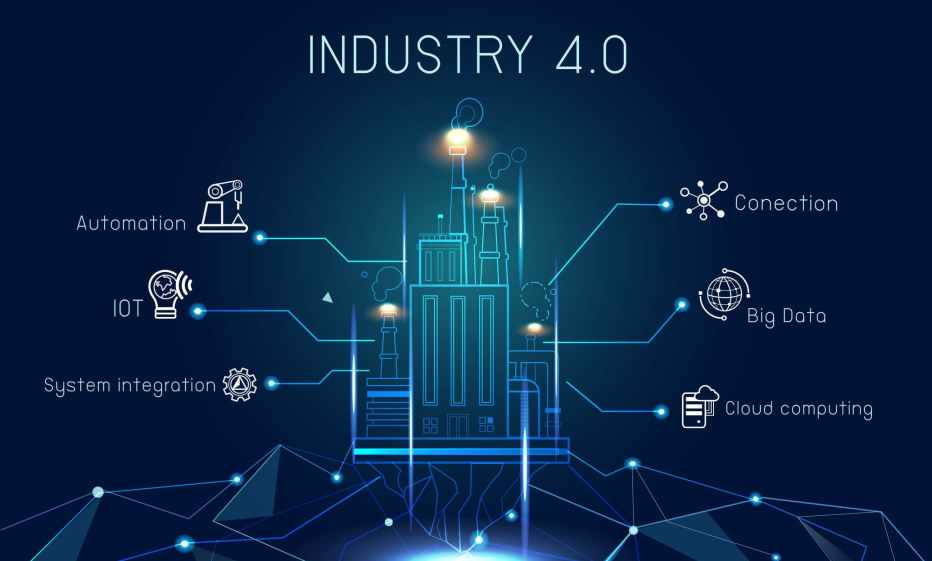 INDUSTRY 4.0
Automation
Conection
IOT
Big Data
System integration
Cloud computing